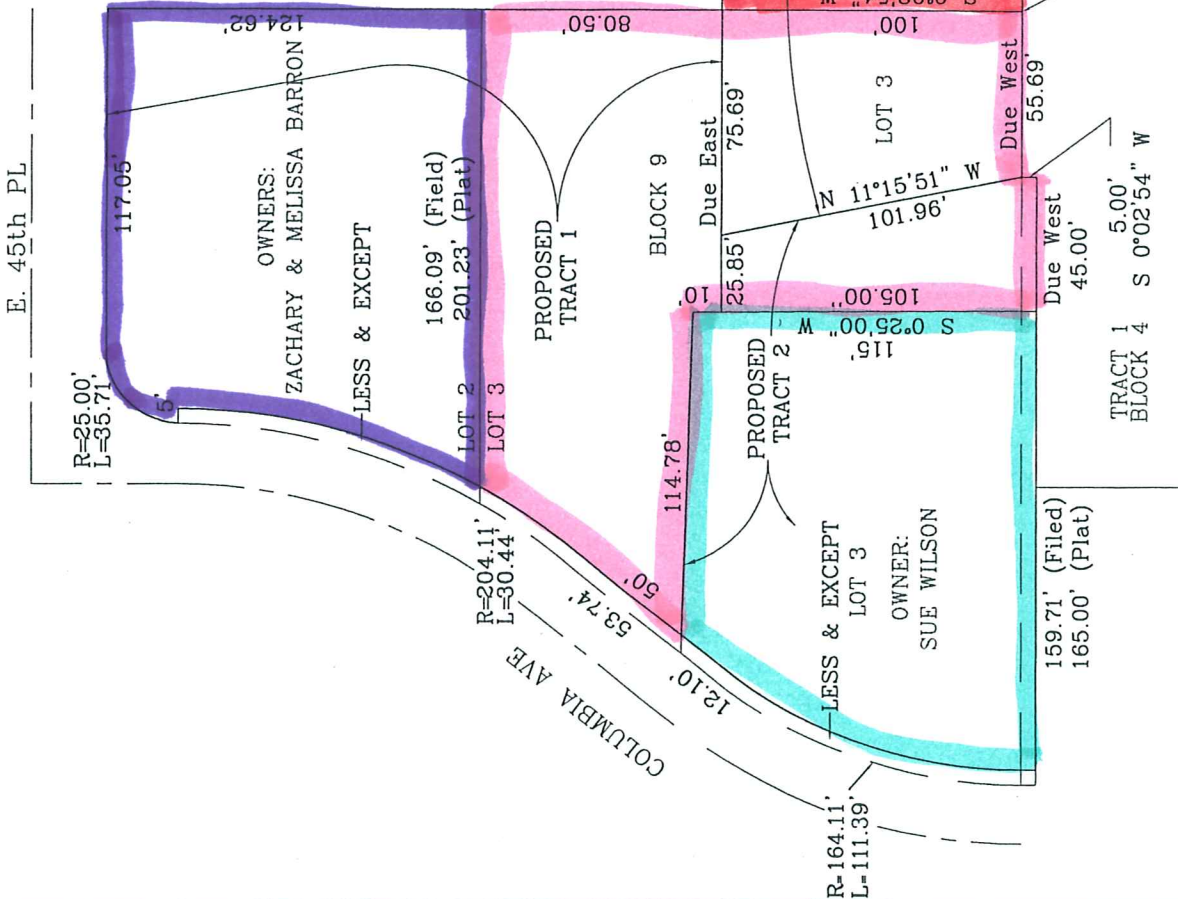 E. 45th PL
R=25.00'
L=35.71'
117.05'
124.62'
5'
OWNERS:
ZACHARY & MELISSA BARRON
LESS & EXCEPT
166.09' (Field)
201.23' (Plat)
LOT 2
LOT 3
80.50'
100'
PROPOSED
TRACT 1
BLOCK 9
Due East
75.69'
LOT 3
Due West
55.69'
N 11°15'51" W
101.96'
25.85'
10'
105.00'
S 0°25'00" W
115'
Due West
45.00'
5.00'
S 0°02'54" W
TRACT 1
BLOCK 4
R=204.11'
L=30.44'
53.74'
50'
114.78'
12.10'
COLUMBIA AVE
PROPOSED
TRACT 2
LESS & EXCEPT
LOT 3
OWNER:
SUE WILSON
159.71' (Filed)
165.00' (Plat)
R=164.11'
L=111.39'